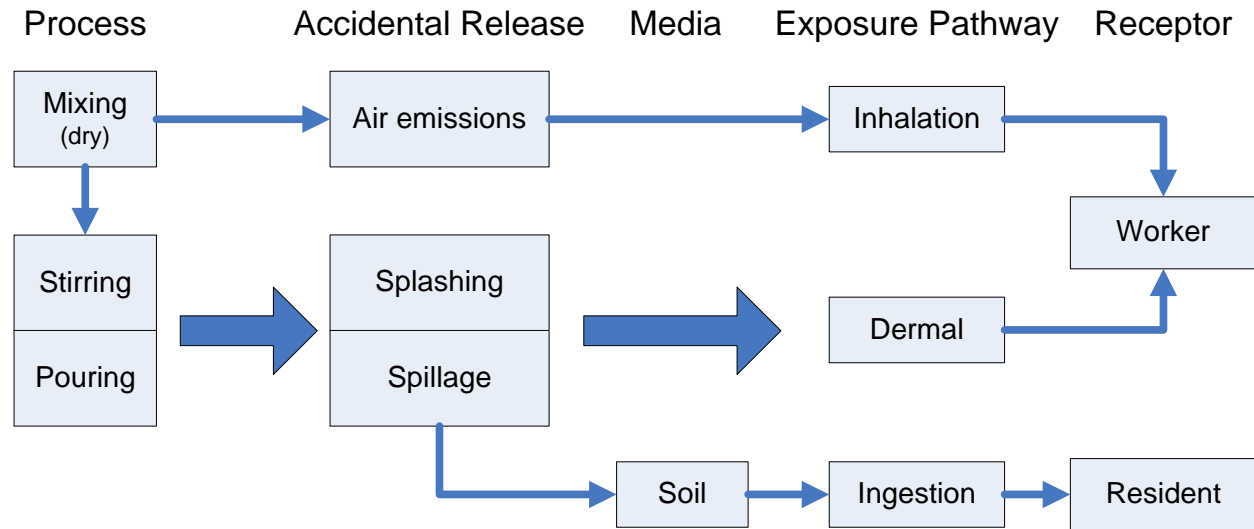 Process
Accidental Release
Media
Exposure Pathway
Receptor
Mixing
(dry)
Air emissions
Inhalation
Worker
Stirring
Splashing
Dermal
Pouring
Spillage
Soil
Ingestion
Resident